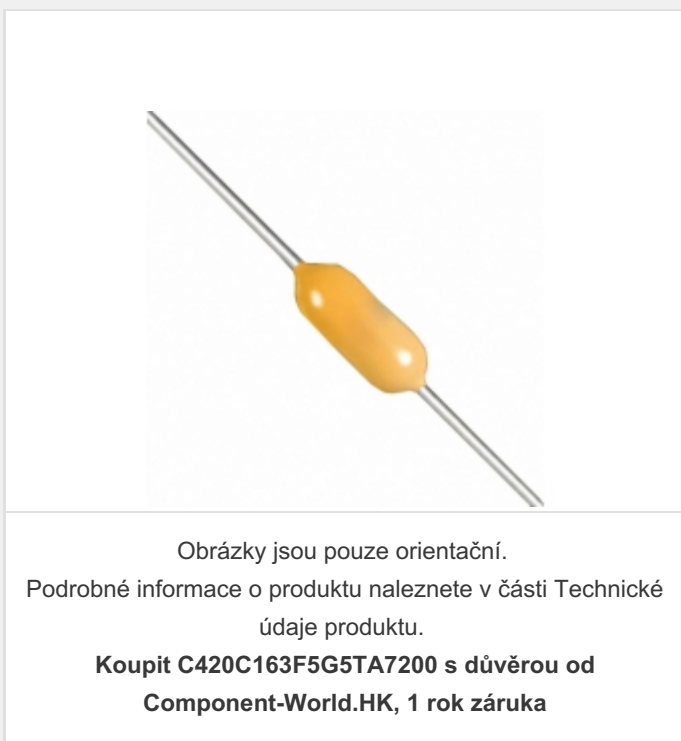 Obrázky jsou pouze orientační.
Podrobné informace o produktu naleznete v části Technické
údaje produktu.
Koupit C420C163F5G5TA7200 s důvěrou od
Component-World.HK, 1 rok záruka